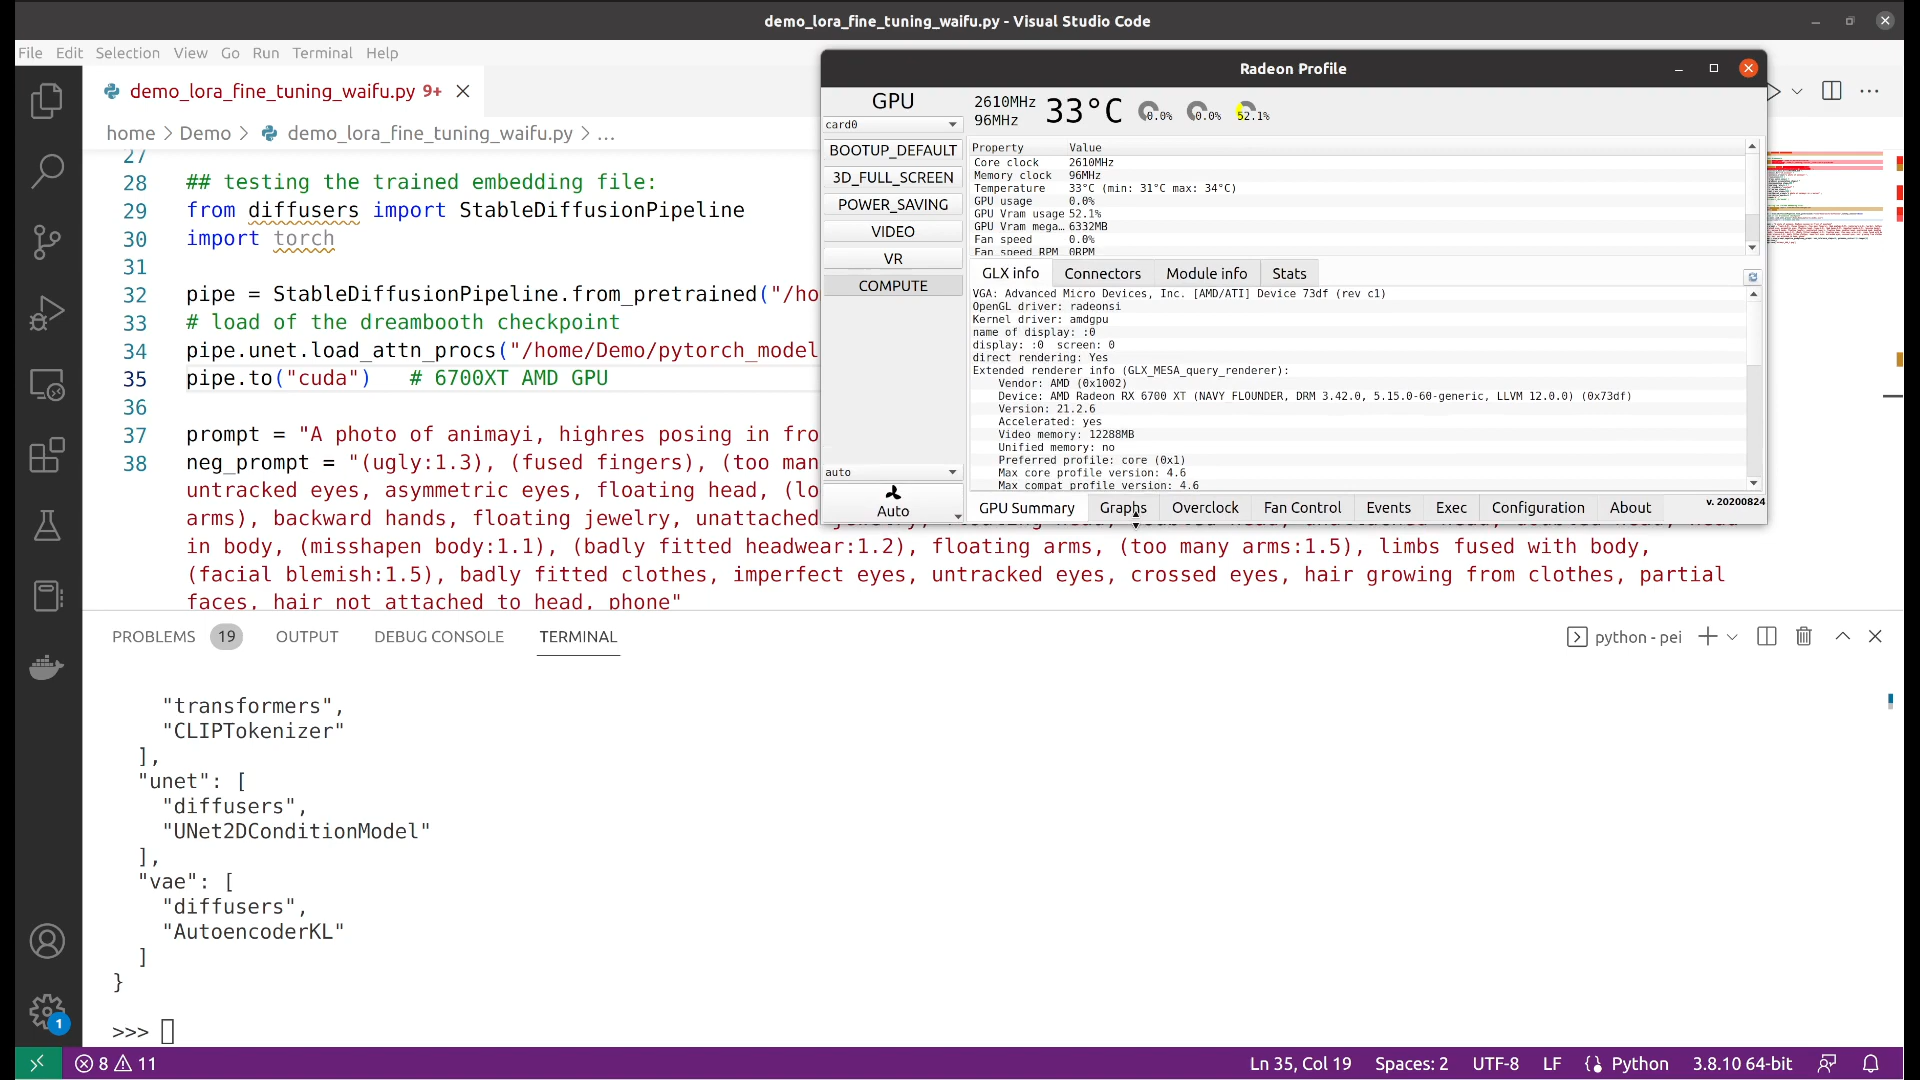 demo_lora_fine_tuning_waifu.py - Visual Studio Code
File Edit Selection View Go Run Terminal Help
demo_lora_fine_tuning_waifu.py 9+
home > Demo > demo_lora_fine_tuning_waifu.py > ...
27
28 ## testing the trained embedding file:
29 from diffusers import StableDiffusionPipeline
30 import torch
31
32 pipe = StableDiffusionPipeline.from_pretrained("/ho
33 # load of the dreambooth checkpoint
34 pipe.unet.load_attn_procs("/home/Demo/pytorch_model
35 pipe.to("cuda") # 6700XT AMD GPU
36
37 prompt = "A photo of animayi, highres posing in fro
38 neg_prompt = "(ugly:1.3), (fused fingers), (too man
untracked eyes, asymmetric eyes, floating head, (lo
arms), backward hands, floating jewelry, unattached
in body, (misshapen body:1.1), (badly fitted headwear:1.2), floating arms, (too many arms:1.5), limbs fused with body,
(facial blemish:1.5), badly fitted clothes, imperfect eyes, untracked eyes, crossed eyes, hair growing from clothes, partial
faces, hair not attached to head, phone"
Radeon Profile
GPU
card0
BOOTUP_DEFAULT
3D_FULL_SCREEN
POWER_SAVING
VIDEO
VR
COMPUTE
auto
Auto
2610MHz
96MHz
33°C
0.0% 0.0% 52.1%
Property Value
Core clock 2610MHz
Memory clock 96MHz
Temperature 33°C (min: 31°C max: 34°C)
GPU usage 0.0%
GPU Vram usage 52.1%
GPU Vram mega... 6332MB
Fan speed 0.0%
Fan speed RPM 0RPM
GLX info Connectors Module info Stats
VGA: Advanced Micro Devices, Inc. [AMD/ATI] Device 73df (rev c1)
OpenGL driver: radeonsi
Kernel driver: amdgpu
name of display: :0
display: :0 screen: 0
direct rendering: Yes
Extended renderer info (GLX_MESA_query_renderer):
Vendor: AMD (0x1002)
Device: AMD Radeon RX 6700 XT (NAVY FLOUNDER, DRM 3.42.0, 5.15.0-60-generic, LLVM 12.0.0) (0x73df)
Version: 21.2.6
Accelerated: yes
Video memory: 12288MB
Unified memory: no
Preferred profile: core (0x1)
Max core profile version: 4.6
Max compat profile version: 4.6
GPU Summary Graphs Overclock Fan Control Events Exec Configuration About
v. 20200824
PROBLEMS 19 OUTPUT DEBUG CONSOLE TERMINAL
python - pei
"transformers",
"CLIPTokenizer"
],
"unet": [
"diffusers",
"UNet2DConditionModel"
],
"vae": [
"diffusers",
"AutoencoderKL"
]
}
>>>
1
8 11
Ln 35, Col 19 Spaces: 2 UTF-8 LF Python 3.8.10 64-bit